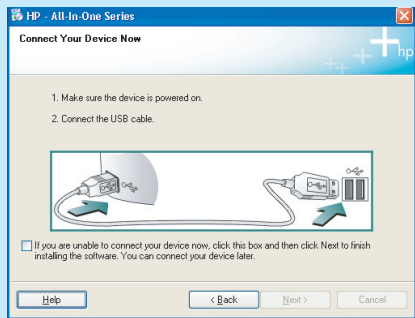 HP - All-In-One Series
Connect Your Device Now
hp
1. Make sure the device is powered on.
2. Connect the USB cable.
If you are unable to connect your device now, click this box and then click Next to finish
installing the software. You can connect your device later.
Help
< Back
Next >
Cancel